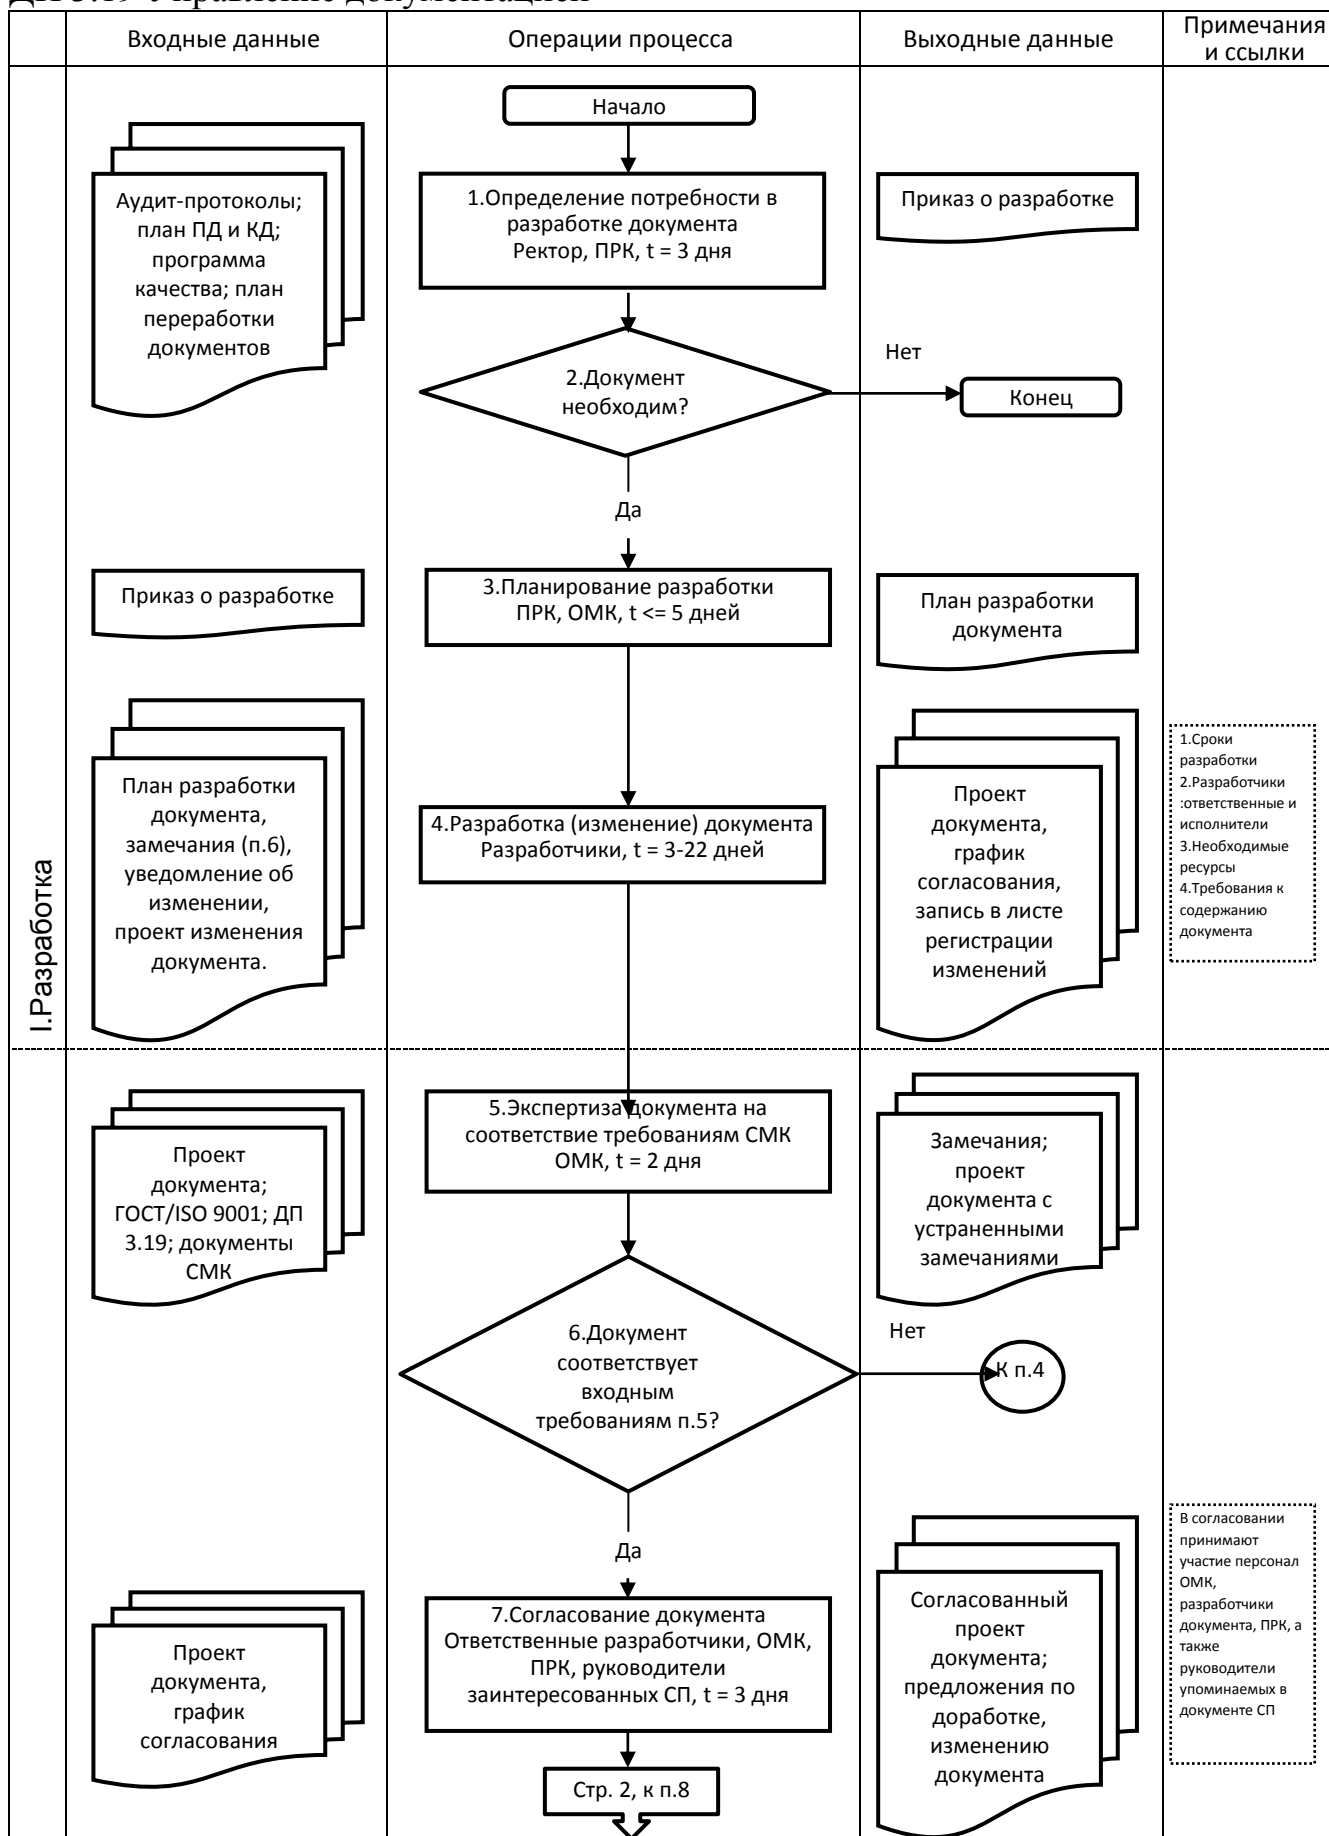 ДП 3.19 Управление документацией
Входные данные
Операции процесса
Выходные данные
Примечания
и ссылки
Начало
Аудит-протоколы;
план ПД и КД;
программа
качества; план
переработки
документов
1.Определение потребности в
разработке документа
Ректор, ПРК, t = 3 дня
Приказ о разработке
2.Документ
необходим?
Нет
Конец
Да
Приказ о разработке
3.Планирование разработки
ПРК, ОМК, t <= 5 дней
План разработки
документа
I.Разработка
План разработки
документа,
замечания (п.6),
уведомление об
изменении,
проект изменения
документа.
4.Разработка (изменение) документа
Разработчики, t = 3-22 дней
Проект
документа,
график
согласования,
запись в листе
регистрации
изменений
1.Сроки
разработки
2.Разработчики
:ответственные и
исполнители
3.Необходимые
ресурсы
4.Требования к
содержанию
документа
Проект
документа;
ГОСТ/ISO 9001; ДП
3.19; документы
СМК
5.Экспертиза документа на
соответствие требованиям СМК
ОМК, t = 2 дня
Замечания;
проект
документа с
устраненными
замечаниями
6.Документ
соответствует
входным
требованиям п.5?
Нет
К п.4
Да
Проект
документа,
график
согласования
7.Согласование документа
Ответственные разработчики, ОМК,
ПРК, руководители
заинтересованных СП, t = 3 дня
Согласованный
проект
документа;
предложения по
доработке,
изменению
документа
В согласовании
принимают
участие персонал
ОМК,
разработчики
документа, ПРК, а
также
руководители
упоминаемых в
документе СП
Стр. 2, к п.8